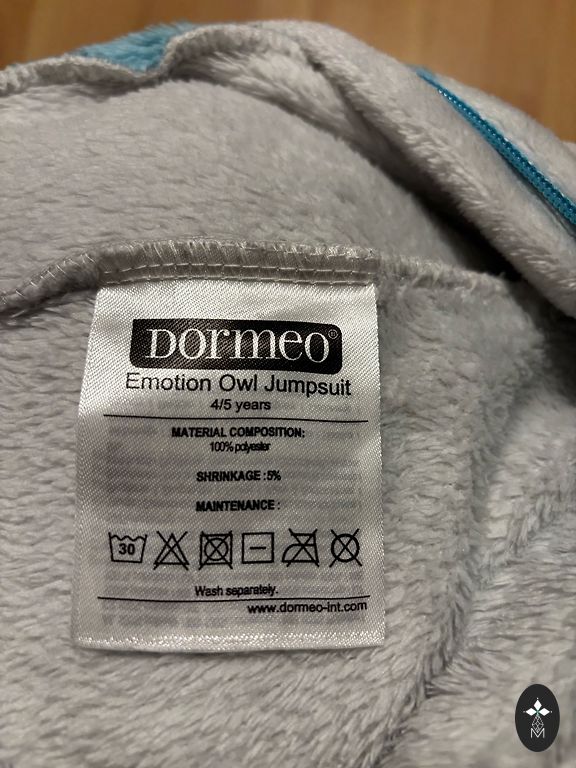 DORMEO®
Emotion Owl Jumpsuit
4/5 years
MATERIAL COMPOSITION:
100% polyester
SHRINKAGE :5%
MAINTENANCE :
30
Wash separately.
www.dormeo-int.com
M